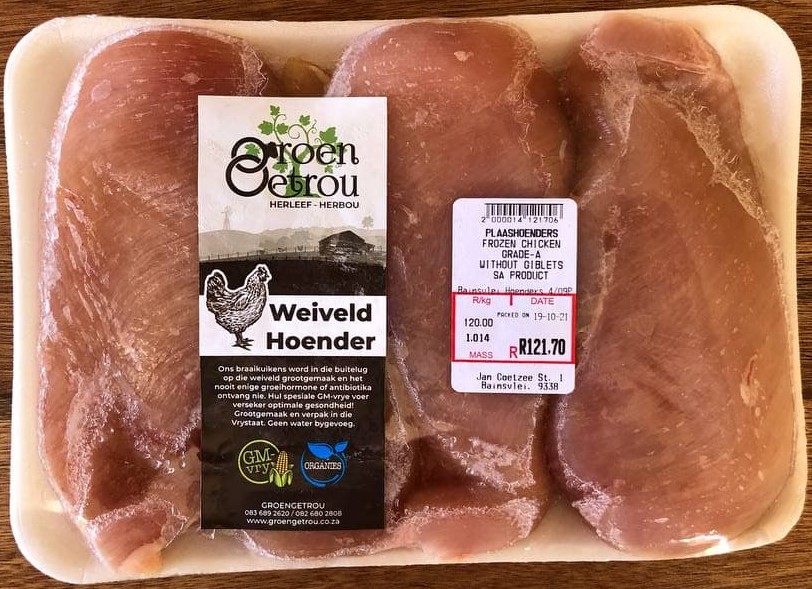 Groen
Getrou
HERLEEF - HERBOU
Weiveld
Hoender
Ons braaikuikens word in die buitelug
op die weiveld grootgemaak en het
nooit enige groeihormone of antibiotika
ontvang nie. Hul spesiale GM-vrye voer
verseker optimale gesondheid!
Grootgemaak en verpak in die
Vrystaat. Geen water bygevoeg.
GM-
vry
ORGANIES
GROENGETROU
083 689 2620 / 082 680 2808
www.groengetrou.co.za
2 000014 121706
PLAASHOENDERS
FROZEN CHICKEN
GRADE-A
WITHOUT GIBLETS
SA PRODUCT
Bainsvlei Hoenders 4/09P
R/kg DATE
PACKED ON 19-10-21
120.00
1.014
MASS R R121.70
Jan Coetzee St. 1
Bainsvlei. 9338